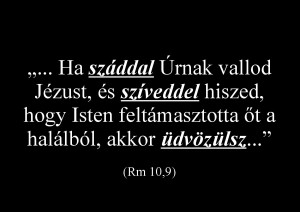 „... Ha száddal Úrnak vallod
Jézust, és szíveddel hiszed,
hogy Isten feltámasztotta őt a
halálból, akkor üdvözülsz...”
(Rm 10,9)